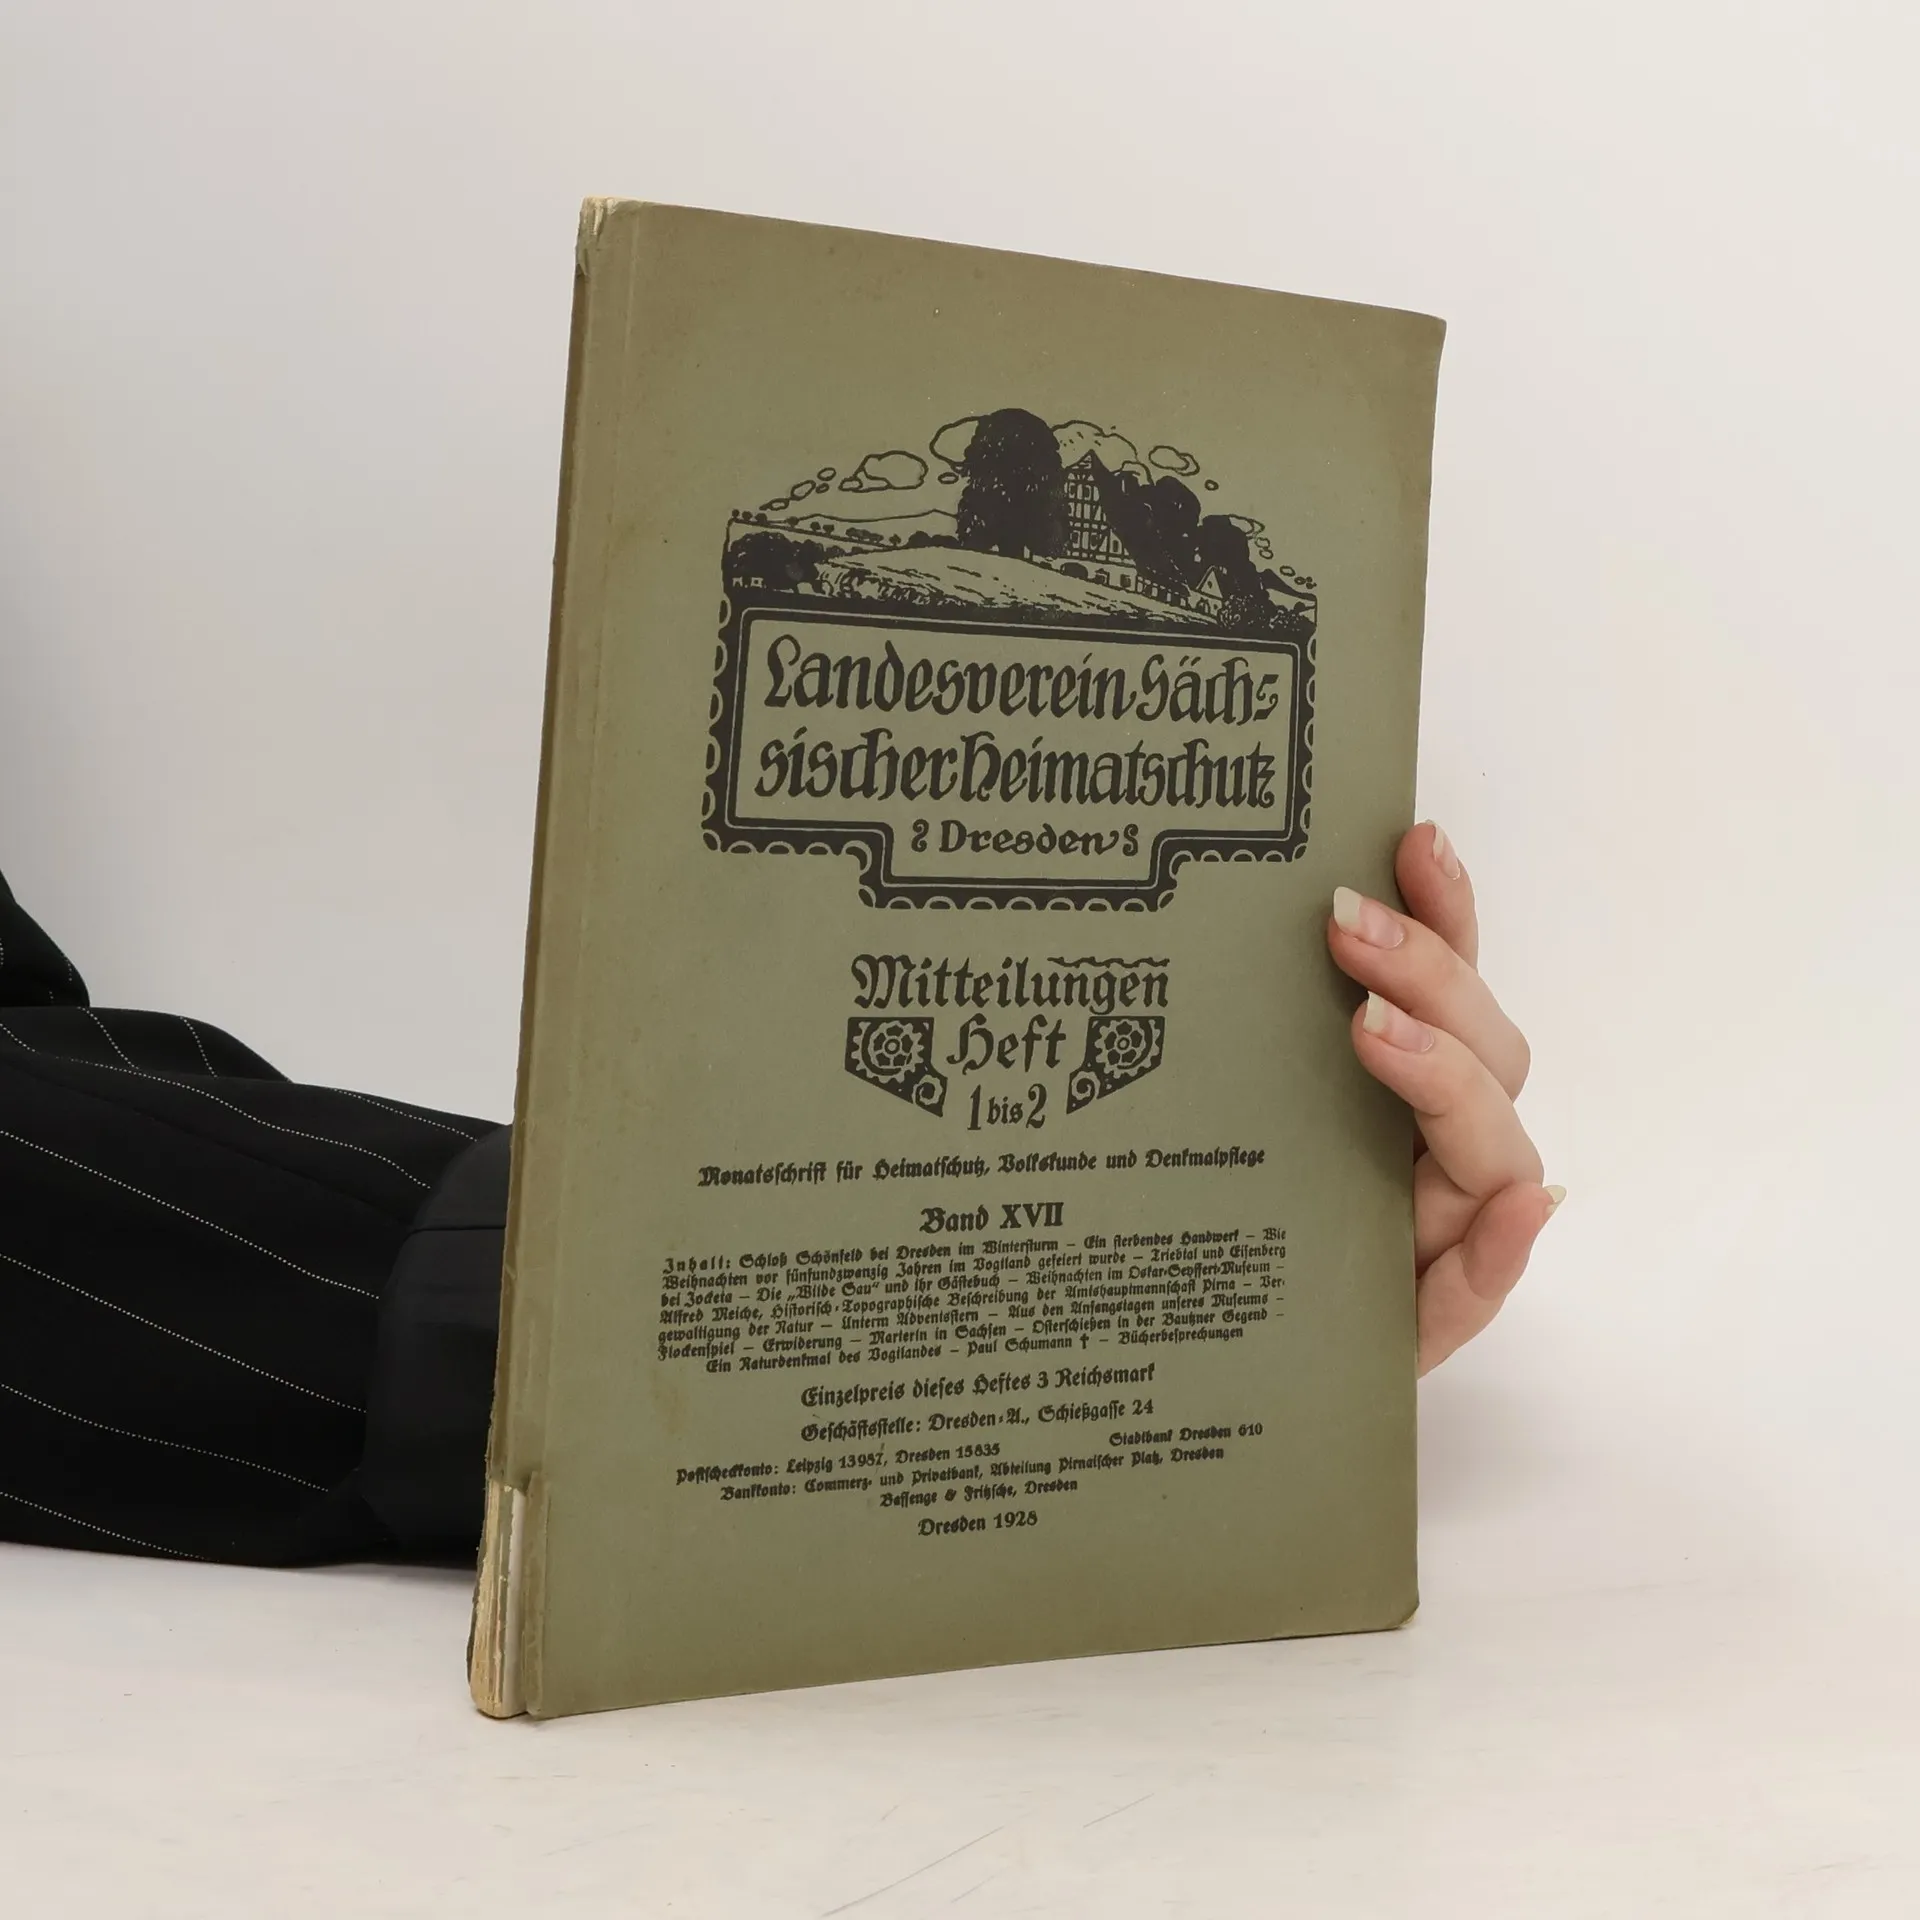 Landesverein Säch⸗
sischer Heimatschutz
Dresden
Mitteilungen
Heft
1 bis 2
Monatsschrift für Heimatschutz, Volkskunde und Denkmalpflege
Band XVII
Inhalt: Schloß Schönfeld bei Dresden im Wintersturm – Ein sterbendes Handwerk – Wie
Weihnachten vor fünfundzwanzig Jahren im Vogtland gefeiert wurde – Triebtal und Eisenberg
bei Jocketa – Die „Wilde Sau“ und ihr Gästebuch – Weihnachten im Oskar-Seyffert-Museum –
Alfred Meiche, Historisch-Topographische Beschreibung der Amtshauptmannschaft Pirna – Ver-
gewaltigung der Natur – Unterm Adventsstern – Aus den Anfangstagen unseres Museums –
Flockenspiel – Erwiderung – Marterln in Sachsen – Osterschießen in der Bautzner Gegend –
Ein Naturdenkmal des Vogtlandes – Paul Schumann † – Bücherbesprechungen
Einzelpreis dieses Heftes 3 Reichsmark
Geschäftsstelle: Dresden-A., Schießgasse 24
Postscheckkonto: Leipzig 13987, Dresden 15835 Stadtbank Dresden 610
Bankkonto: Commerz- und Privatbank, Abteilung Pirnaischer Platz, Dresden
Bassenge & Fritzsche, Dresden
Dresden 1928